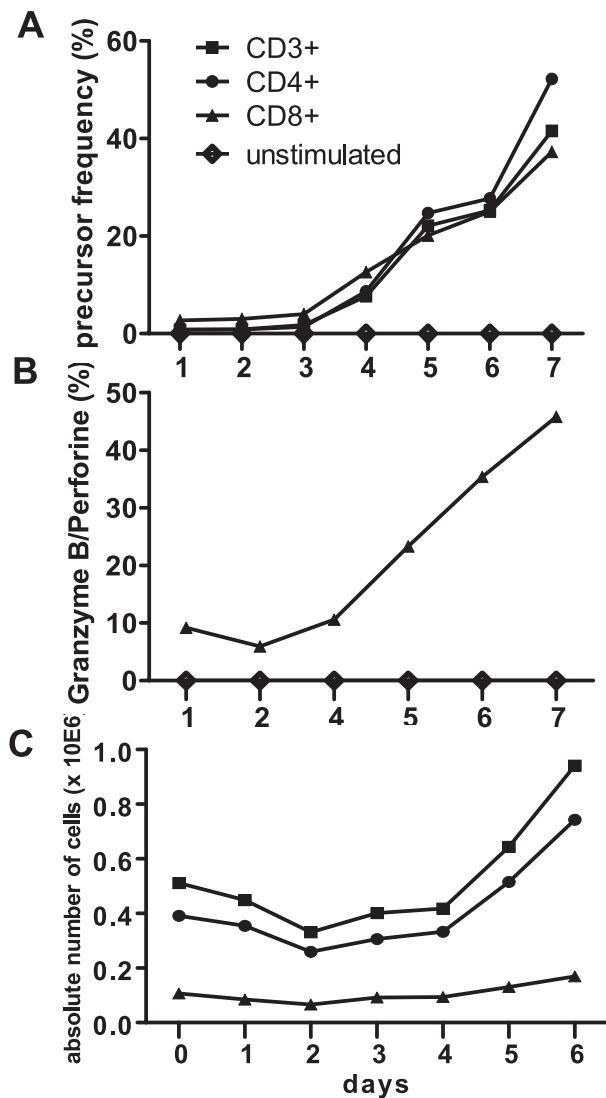 A
precursor frequency (%)
60
40
20
0
CD3+
CD4+
CD8+
unstimulated
1 2 3 4 5 6 7
B
Granzyme B/Perforine (%)
50
40
30
20
10
0
1 2 4 5 6 7
C
absolute number of cells (x 10E6
1.0
0.8
0.6
0.4
0.2
0.0
0 1 2 3 4 5 6
days